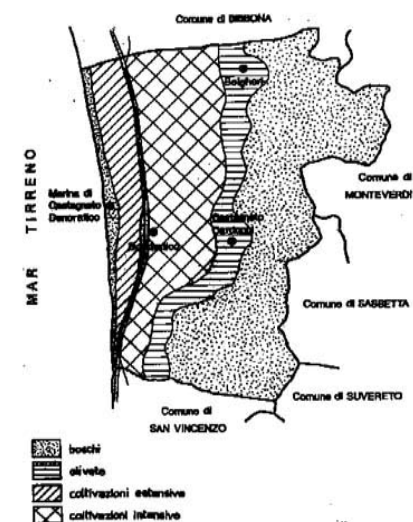 Comune di BIBBONA
Bolgheri
MAR TIRRENO
Marina di
Castagneto
Donoratico
Donoratico
Castagneto
Carducci
Comune di
MONTEVERDI
Comune di SASSETTA
Comune di SUVERETO
Comune di
SAN VINCENZO
boschi
oliveto
coltivazioni estensive
coltivazioni intensive